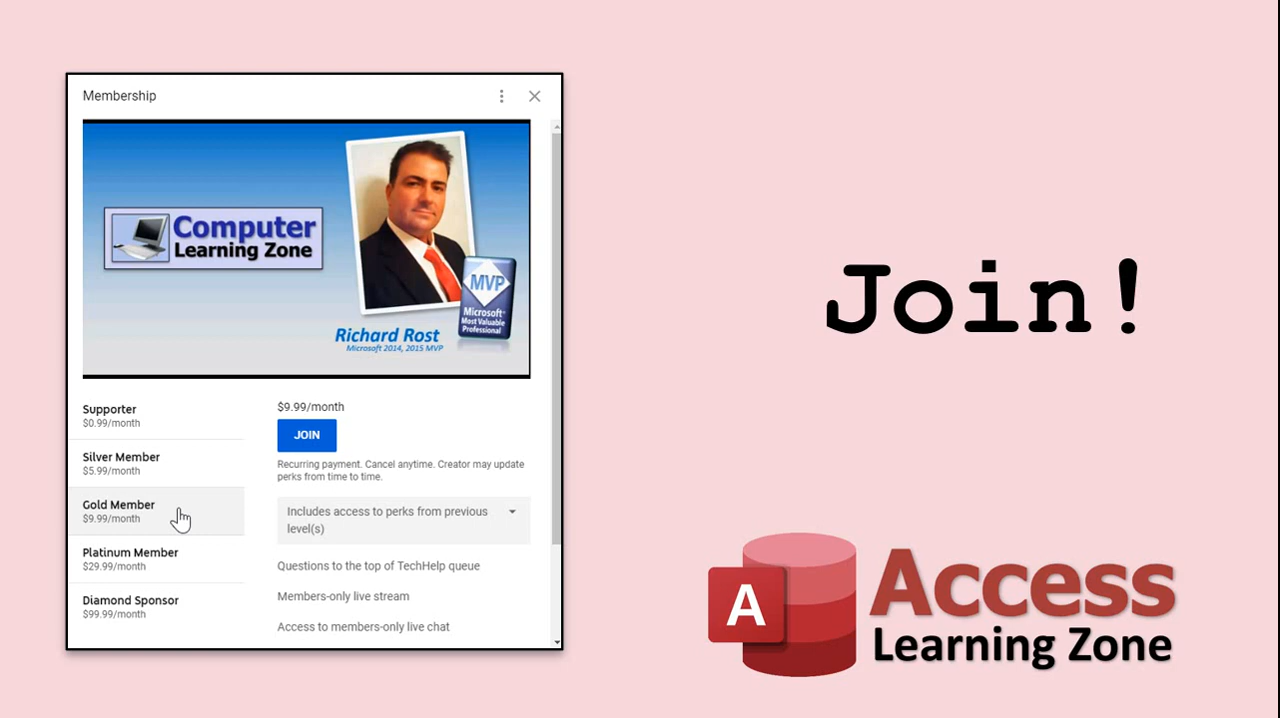 Membership
Computer
Learning Zone
MVP
Microsoft®
Most Valuable
Professional
Richard Rost
Microsoft 2014, 2015 MVP
Supporter
$0.99/month
Silver Member
$5.99/month
Gold Member
$9.99/month
Platinum Member
$29.99/month
Diamond Sponsor
$99.99/month
$9.99/month
JOIN
Recurring payment. Cancel anytime. Creator may update
perks from time to time.
Includes access to perks from previous
level(s)
Questions to the top of TechHelp queue
Members-only live stream
Access to members-only live chat
Join!
A
Access
Learning Zone